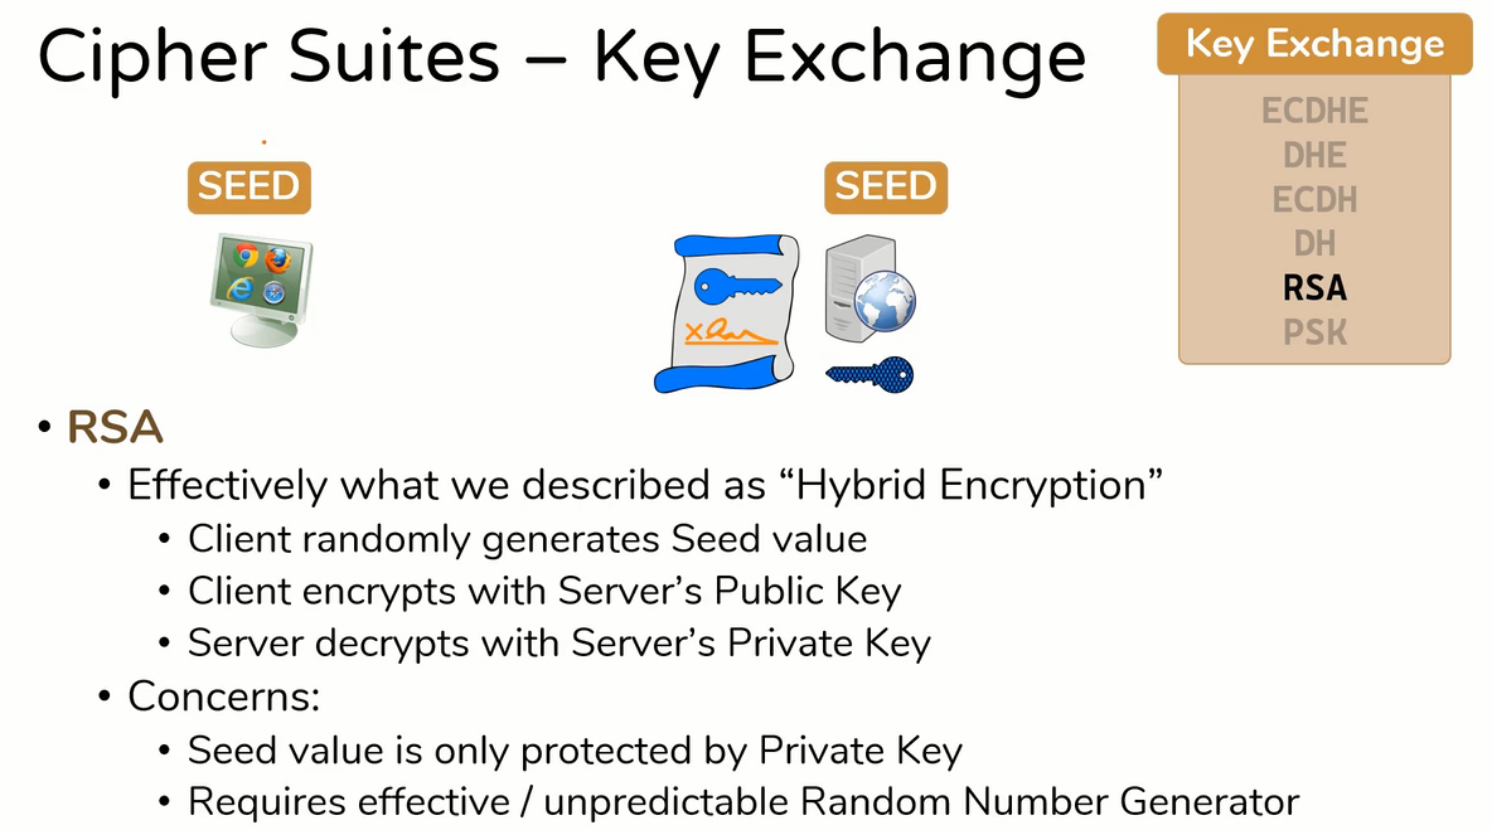 Cipher Suites – Key Exchange
Key Exchange
ECDHE
DHE
ECDH
DH
RSA
PSK
SEED
SEED
• RSA
• Effectively what we described as “Hybrid Encryption”
• Client randomly generates Seed value
• Client encrypts with Server’s Public Key
• Server decrypts with Server’s Private Key
• Concerns:
• Seed value is only protected by Private Key
• Requires effective / unpredictable Random Number Generator